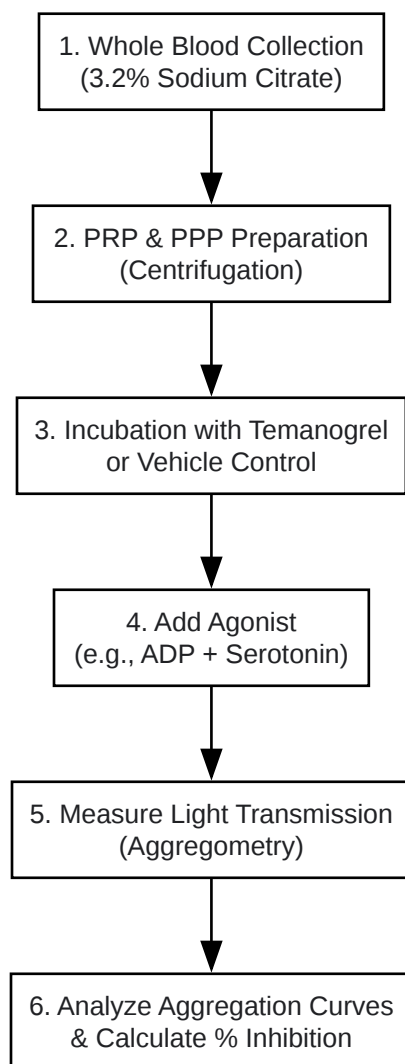 1. Whole Blood Collection
(3.2% Sodium Citrate)
2. PRP & PPP Preparation
(Centrifugation)
3. Incubation with Temanogrel
or Vehicle Control
4. Add Agonist
(e.g., ADP + Serotonin)
5. Measure Light Transmission
(Aggregometry)
6. Analyze Aggregation Curves
& Calculate % Inhibition